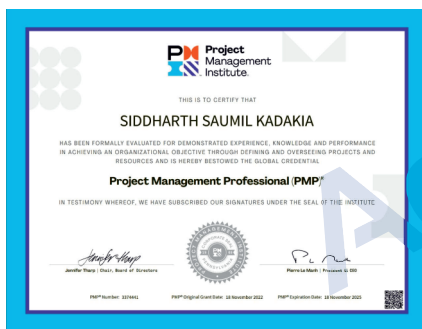 Project
Management
Institute.
THIS IS TO CERTIFY THAT
SIDDHARTH SAUMIL KADAKIA
HAS BEEN FORMALLY EVALUATED FOR DEMONSTRATED EXPERIENCE, KNOWLEDGE AND PERFORMANCE
IN ACHIEVING AN ORGANIZATIONAL OBJECTIVE THROUGH DEFINING AND OVERSEEING PROJECTS AND
RESOURCES AND IS HEREBY BESTOWED THE GLOBAL CREDENTIAL
Project Management Professional (PMP)®
IN TESTIMONY WHEREOF, WE HAVE SUBSCRIBED OUR SIGNATURES UNDER THE SEAL OF THE INSTITUTE
Jennifer Tharp | Chair, Board of Directors
Pierre Le Manh | President & CEO
PMP® Number: 3374441
PMP® Original Grant Date: 18 November 2022
PMP® Expiration Date: 18 November 2025